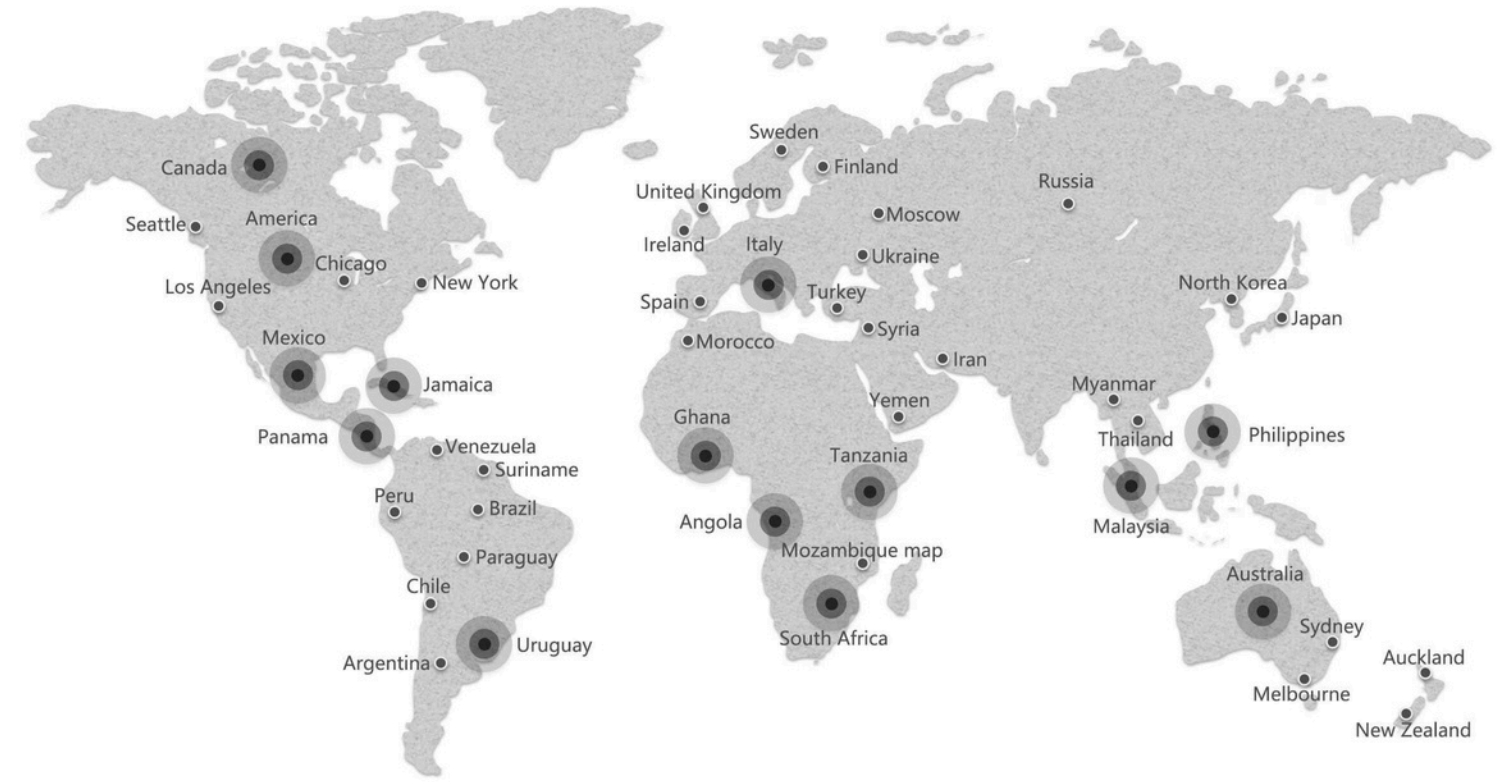 Sweden
Canada
Finland
Russia
United Kingdom
America
Moscow
Seattle
Ireland
Italy
Ukraine
Chicago
New York
Los Angeles
North Korea
Turkey
Spain
Japan
Syria
Mexico
Morocco
Iran
Jamaica
Myanmar
Yemen
Ghana
Panama
Thailand
Philippines
Venezuela
Tanzania
Suriname
Peru
Brazil
Angola
Malaysia
Mozambique map
Paraguay
Australia
Chile
Sydney
South Africa
Uruguay
Auckland
Argentina
Melbourne
New Zealand